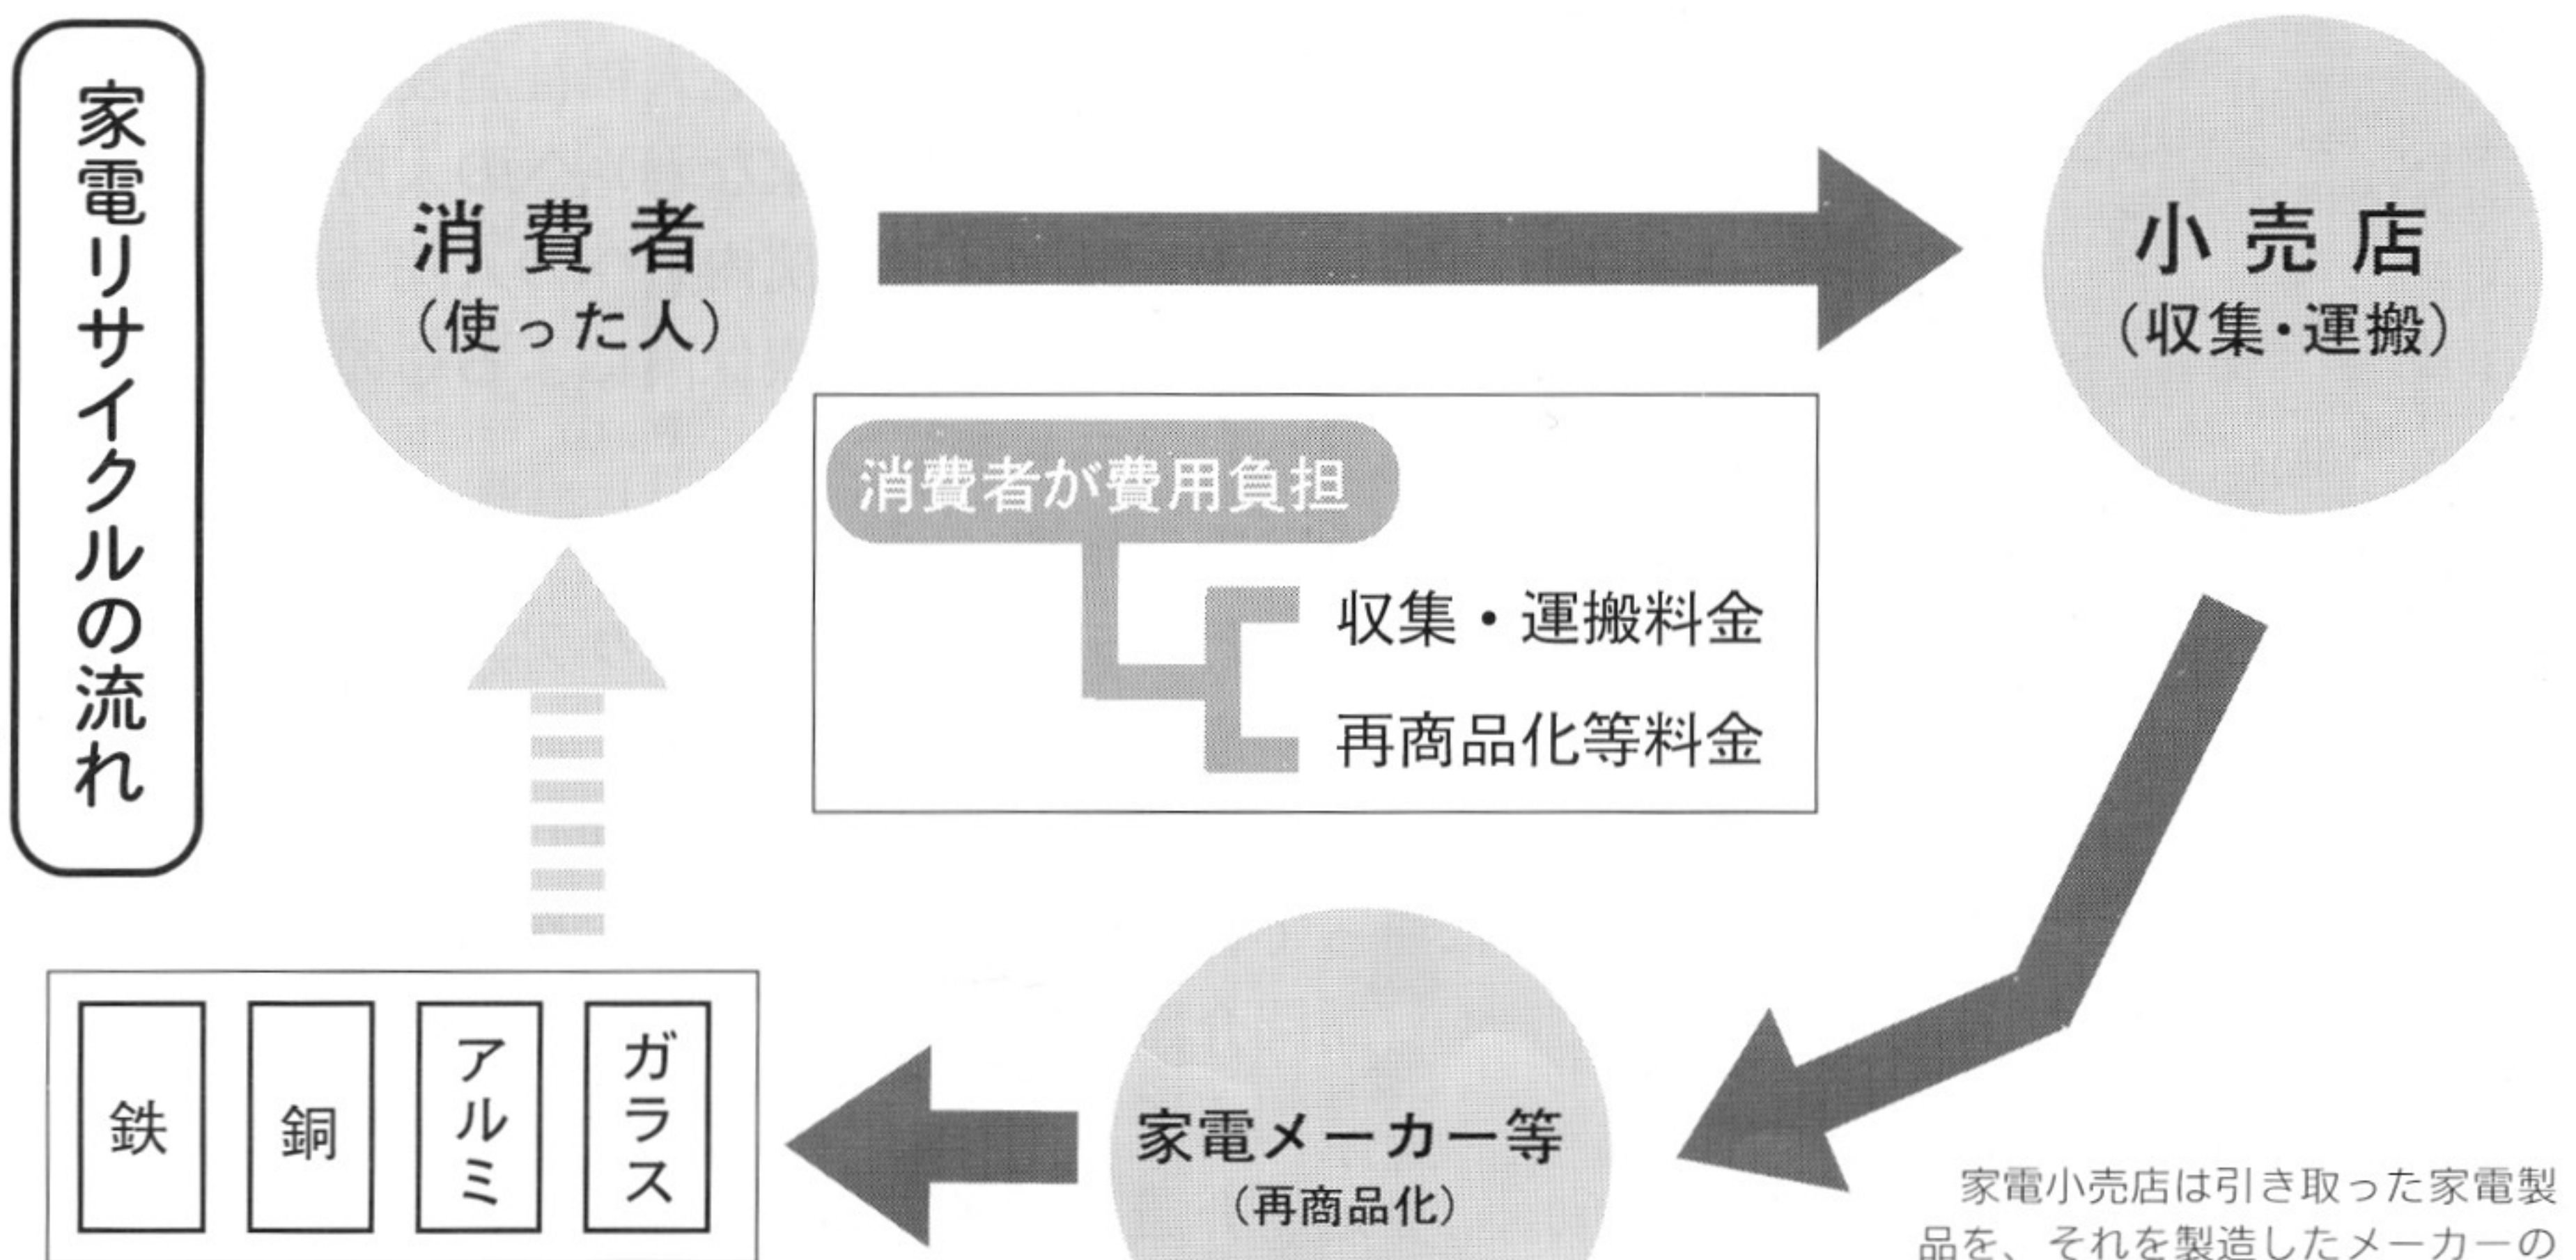 家電リサイクルの流れ
消費者
（使った人）
小売店
（収集・運搬）
消費者が費用負担
収集・運搬料金
再商品化等料金
家電メーカー等
（再商品化）
鉄
銅
アルミ
ガラス
家電小売店は引き取った家電製
品を、それを製造したメーカーの